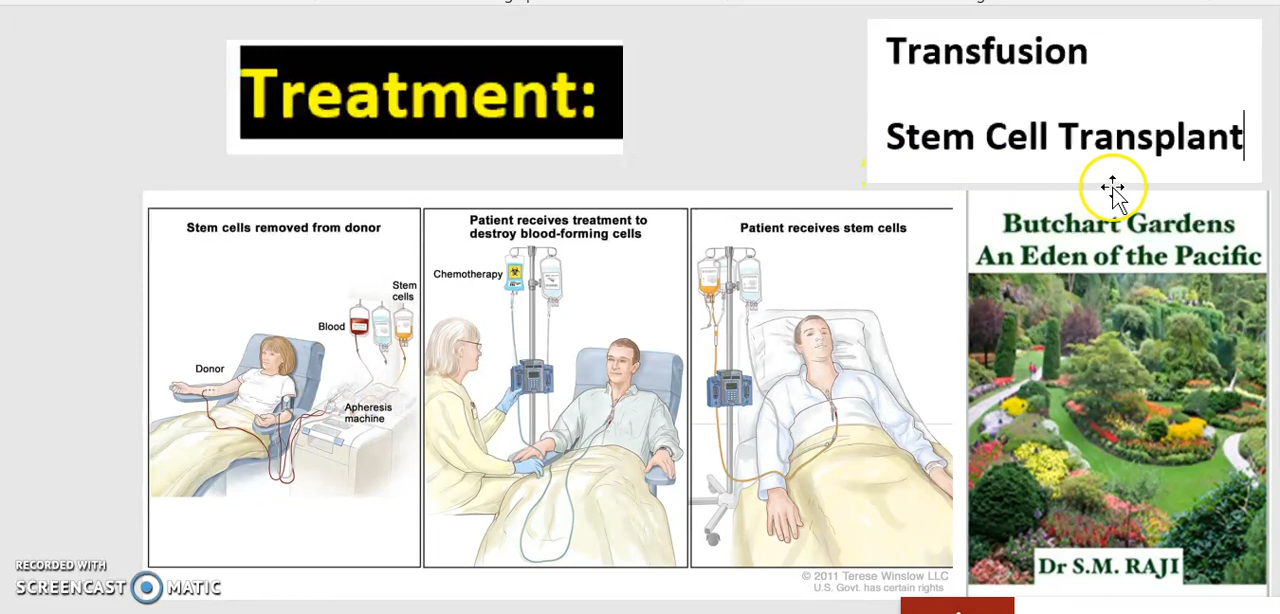 Treatment:
Transfusion
Stem Cell Transplant
Stem cells removed from donor
Stem
cells
Blood
Donor
Apheresis
machine
Patient receives treatment to
destroy blood-forming cells
Chemotherapy
Patient receives stem cells
© 2011 Terese Winslow LLC
U.S. Govt. has certain rights
Butchart Gardens
An Eden of the Pacific
Dr S.M. RAJI
RECORDED WITH
SCREENCAST MATIC